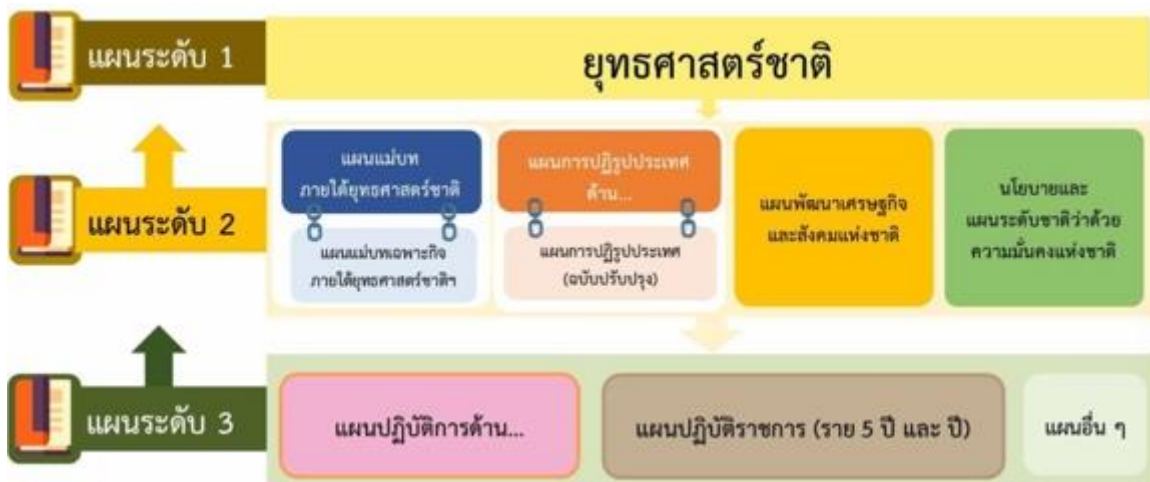 แผนระดับ 1
ยุทธศาสตร์ชาติ
แผนระดับ 2
แผนแม่บท
ภายใต้ยุทธศาสตร์ชาติ
แผนแม่บทเฉพาะกิจ
ภายใต้ยุทธศาสตร์ชาติฯ
แผนการปฏิรูปประเทศ
ด้าน...
แผนการปฏิรูปประเทศ
(ฉบับปรับปรุง)
แผนพัฒนาเศรษฐกิจ
และสังคมแห่งชาติ
นโยบายและ
แผนระดับชาติว่าด้วย
ความมั่นคงแห่งชาติ
แผนระดับ 3
แผนปฏิบัติการด้าน...
แผนปฏิบัติราชการ (ราย 5 ปี และ ปี)
แผนอื่น ๆ